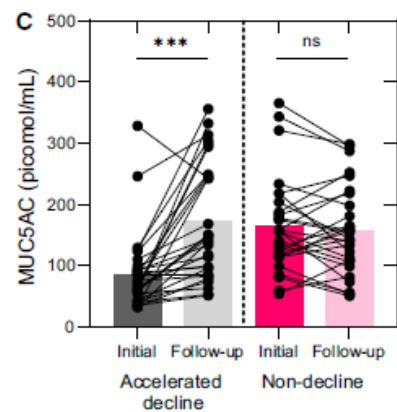 C
MUC5AC (picomol/mL)
500
400
300
200
100
0
***
ns
Initial Follow-up Initial Follow-up
Accelerated Non-decline
decline